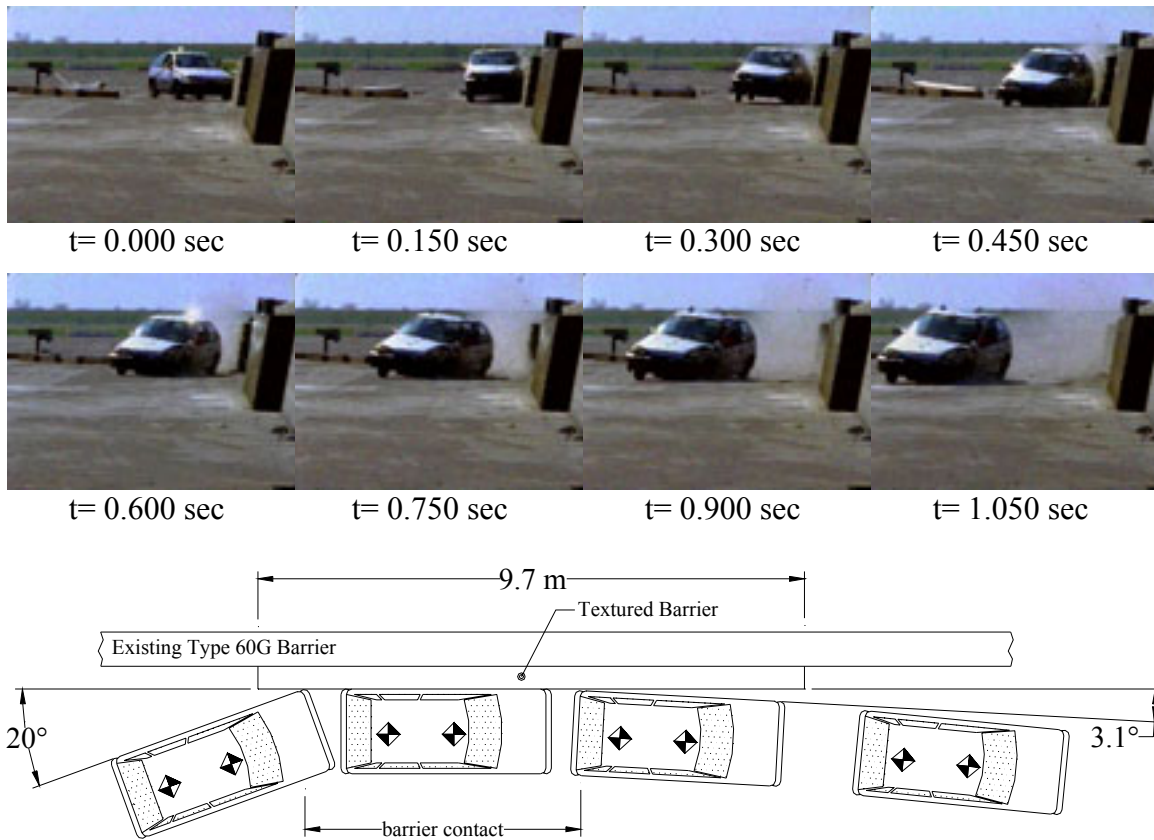 t= 0.000 sec
t= 0.150 sec
t= 0.300 sec
t= 0.450 sec
t= 0.600 sec
t= 0.750 sec
t= 0.900 sec
t= 1.050 sec
9.7 m
Textured Barrier
Existing Type 60G Barrier
20°
3.1°
barrier contact